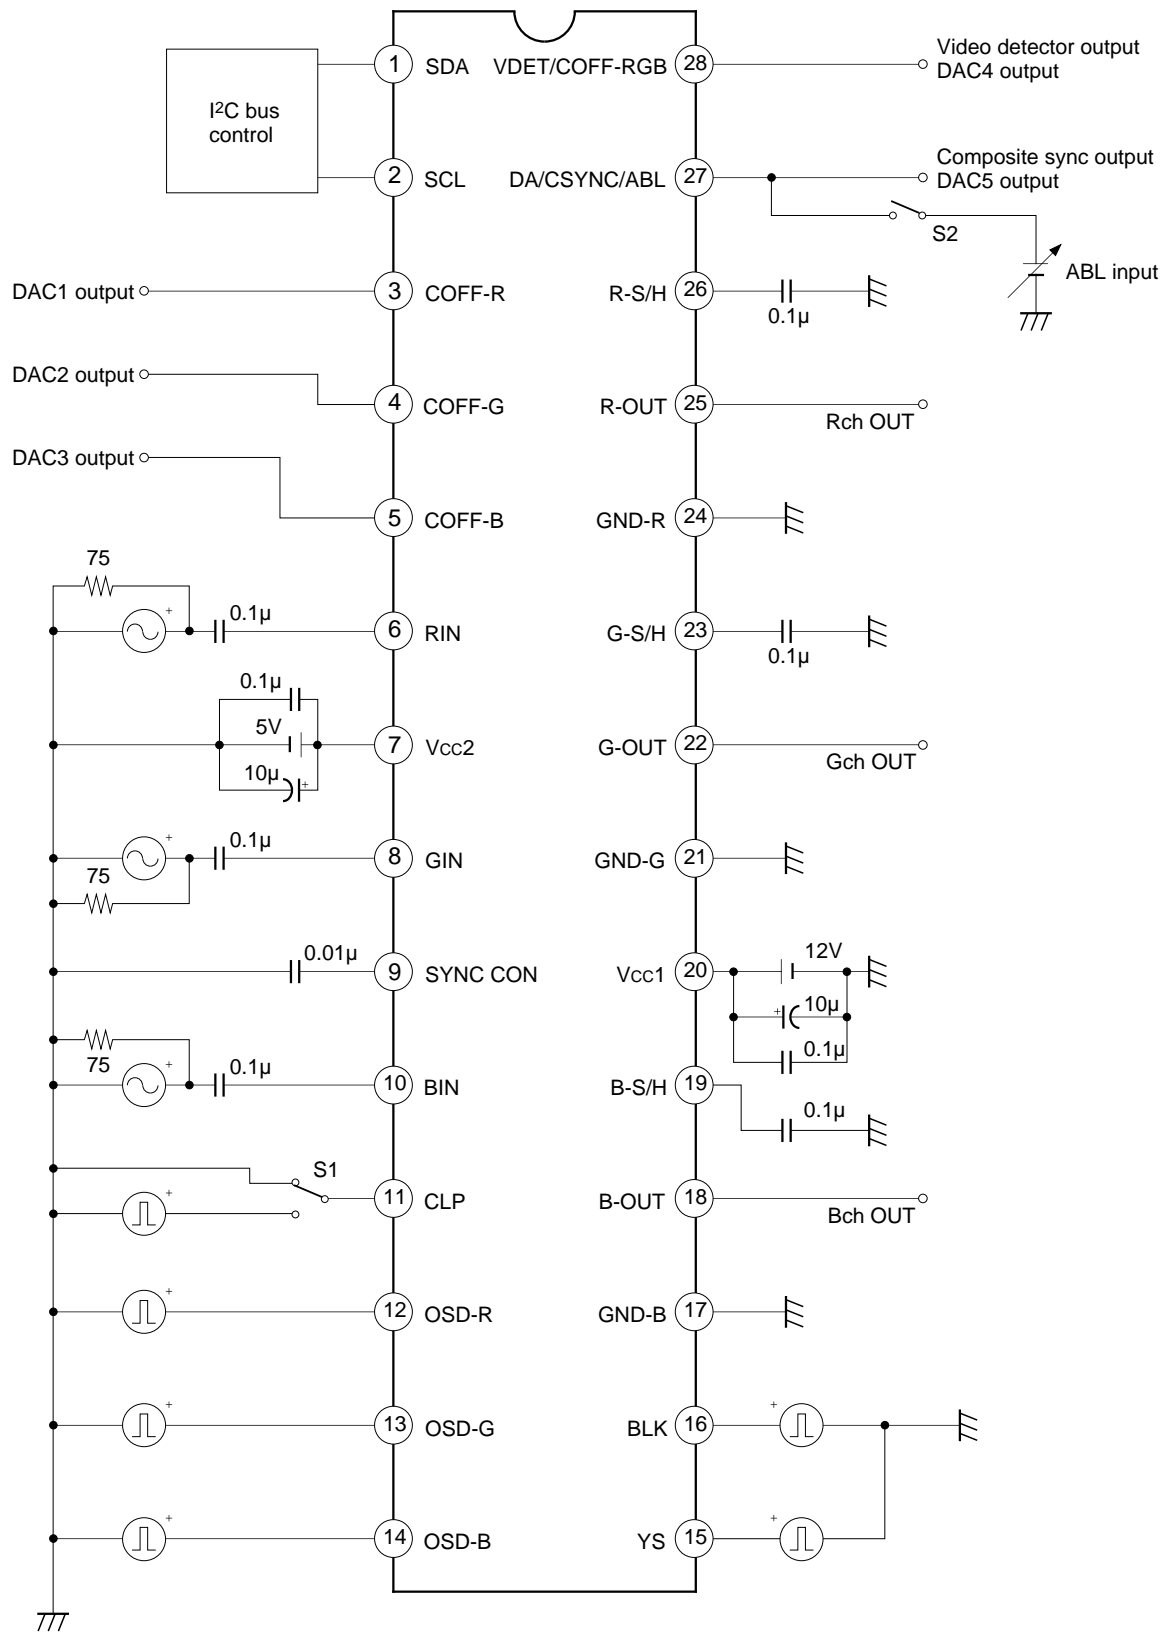 1 SDA VDET/COFF-RGB 28
Video detector output
DAC4 output
I²C bus
control
2 SCL DA/CSYNC/ABL 27
Composite sync output
DAC5 output
S2
ABL input
DAC1 output 3 COFF-R R-S/H 26
0.1µ
DAC2 output
4 COFF-G R-OUT 25
Rch OUT
DAC3 output
5 COFF-B GND-R 24
75
+ 0.1µ
6 RIN G-S/H 23
0.1µ
0.1µ
5V
7 VCC2 G-OUT 22
Gch OUT
10µ +
+ 0.1µ
8 GIN GND-G 21
75
0.01µ
9 SYNC CON VCC1 20
12V
+ 10µ
0.1µ
75
+ 0.1µ
10 BIN B-S/H 19
0.1µ
S1
+
11 CLP B-OUT 18
Bch OUT
+
12 OSD-R GND-B 17
+
13 OSD-G BLK 16
+
+
14 OSD-B YS 15
+